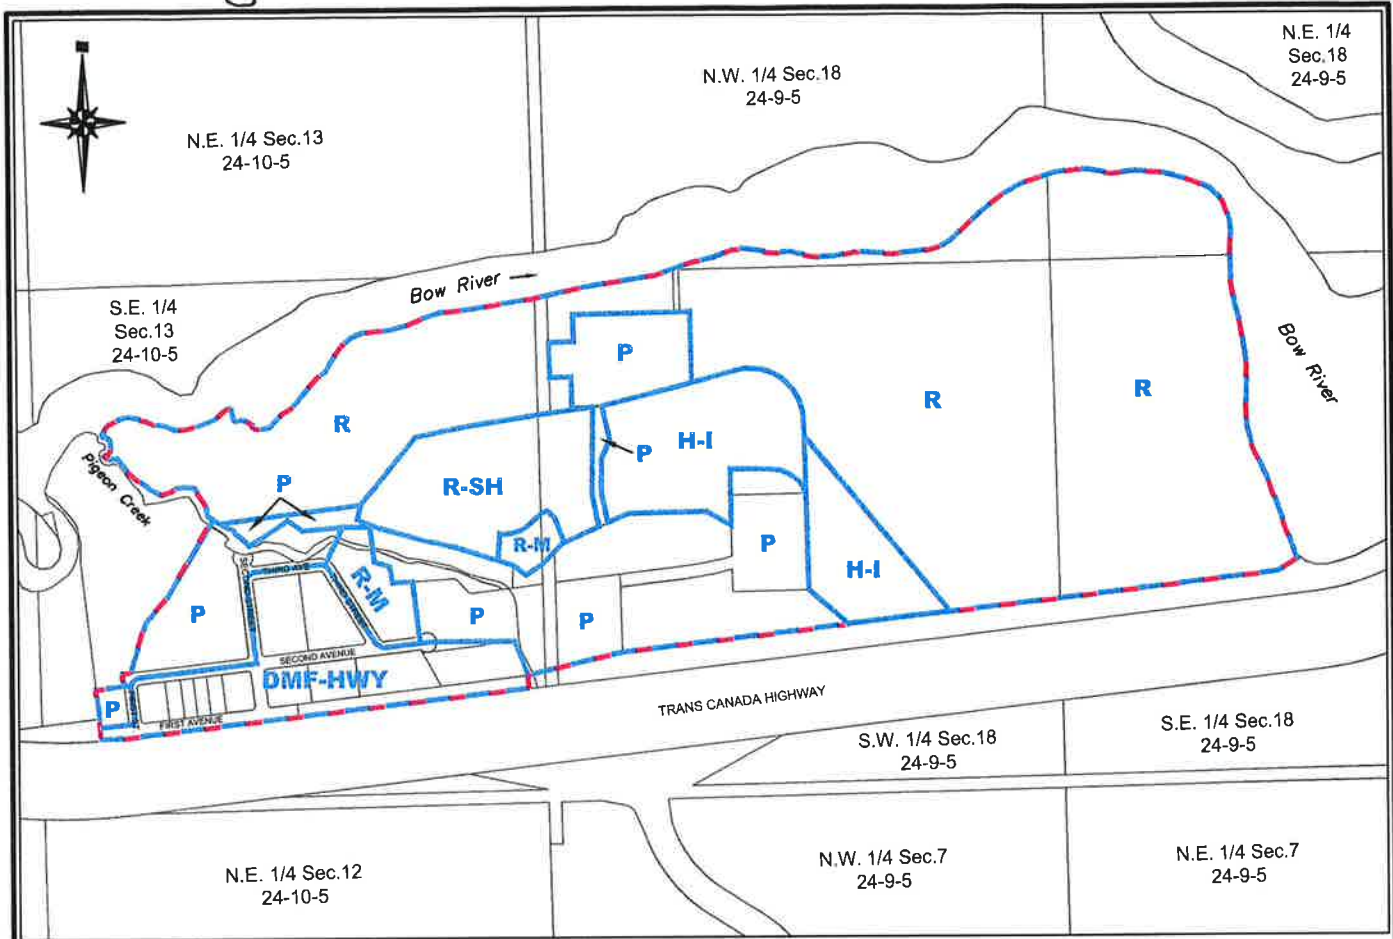 N.E. 1/4
Sec.18
24-9-5
N.W. 1/4 Sec.18
24-9-5
N.E. 1/4 Sec.13
24-10-5
Bow River
S.E. 1/4
Sec.13
24-10-5
Bow River
P
R
R
R
H-I
P
Pigeon Creek
P
R-SH
R-M
P
H-I
SECOND STREET
THIRD AVE
THIRD STREET
R-M
P
P
P
SECOND AVENUE
DMF-HWY
P
FIRST AVENUE
TRANS CANADA HIGHWAY
S.W. 1/4 Sec.18
24-9-5
S.E. 1/4 Sec.18
24-9-5
N.E. 1/4 Sec.12
24-10-5
N.W. 1/4 Sec.7
24-9-5
N.E. 1/4 Sec.7
24-9-5